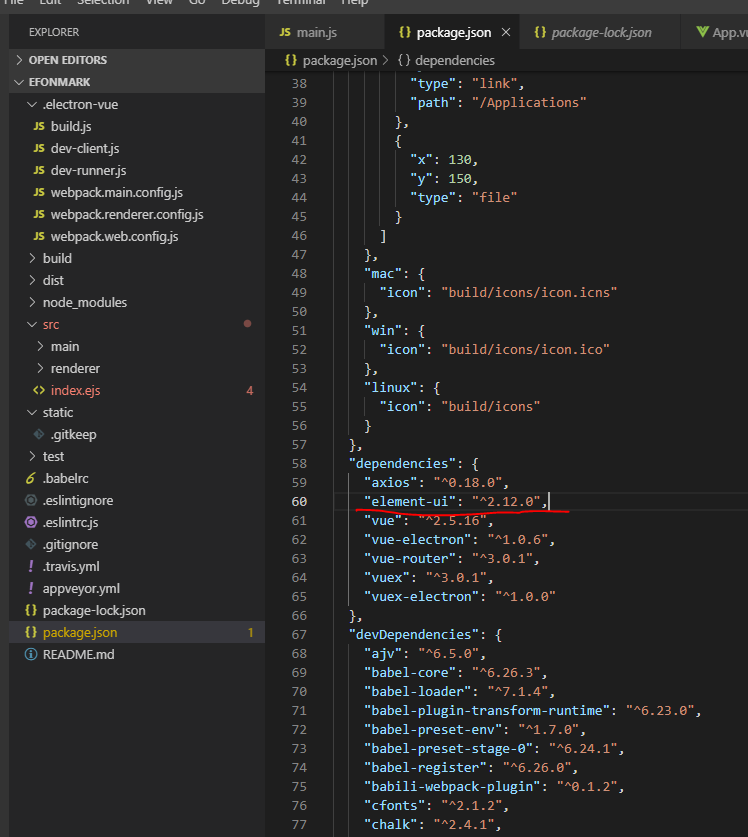 File Edit Selection View Go Debug Terminal Help
EXPLORER
OPEN EDITORS
EFONMARK
.electron-vue
JS build.js
JS dev-client.js
JS dev-runner.js
JS webpack.main.config.js
JS webpack.renderer.config.js
JS webpack.web.config.js
build
dist
node_modules
src
main
renderer
<> index.ejs 4
static
.gitkeep
test
6 .babelrc
.eslintignore
.eslintrc.js
.gitignore
! .travis.yml
! appveyor.yml
{} package-lock.json
{} package.json 1
README.md
JS main.js {} package.json × {} package-lock.json App.vu
{} package.json > {} dependencies
38 "type": "link",
39 "path": "/Applications"
40 },
41 {
42 "x": 130,
43 "y": 150,
44 "type": "file"
45 }
46 ]
47 },
48 "mac": {
49 "icon": "build/icons/icon.icns"
50 },
51 "win": {
52 "icon": "build/icons/icon.ico"
53 },
54 "linux": {
55 "icon": "build/icons"
56 }
57 },
58 "dependencies": {
59 "axios": "^0.18.0",
60 "element-ui": "^2.12.0",
61 "vue": "^2.5.16",
62 "vue-electron": "^1.0.6",
63 "vue-router": "^3.0.1",
64 "vuex": "^3.0.1",
65 "vuex-electron": "^1.0.0"
66 },
67 "devDependencies": {
68 "ajv": "^6.5.0",
69 "babel-core": "^6.26.3",
70 "babel-loader": "^7.1.4",
71 "babel-plugin-transform-runtime": "^6.23.0",
72 "babel-preset-env": "^1.7.0",
73 "babel-preset-stage-0": "^6.24.1",
74 "babel-register": "^6.26.0",
75 "babili-webpack-plugin": "^0.1.2",
76 "cfonts": "^2.1.2",
77 "chalk": "^2.4.1",